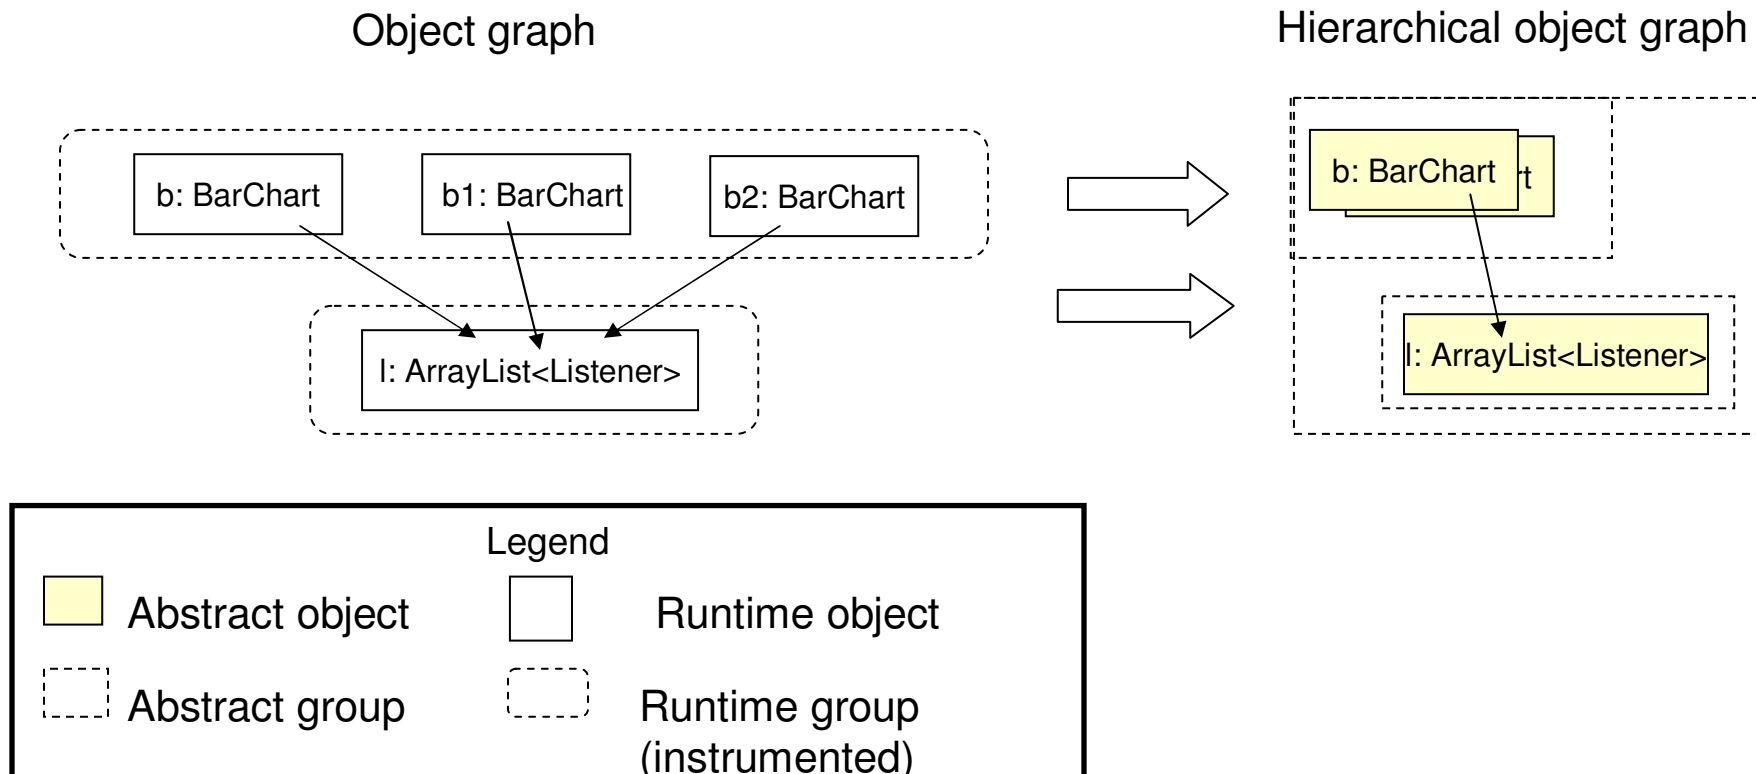 Object graph
Hierarchical object graph
b: BarChart
b1: BarChart
b2: BarChart
l: ArrayList<Listener>
b: BarChart
rt
l: ArrayList<Listener>
Legend
Abstract object
Runtime object
Abstract group
Runtime group
(instrumented)